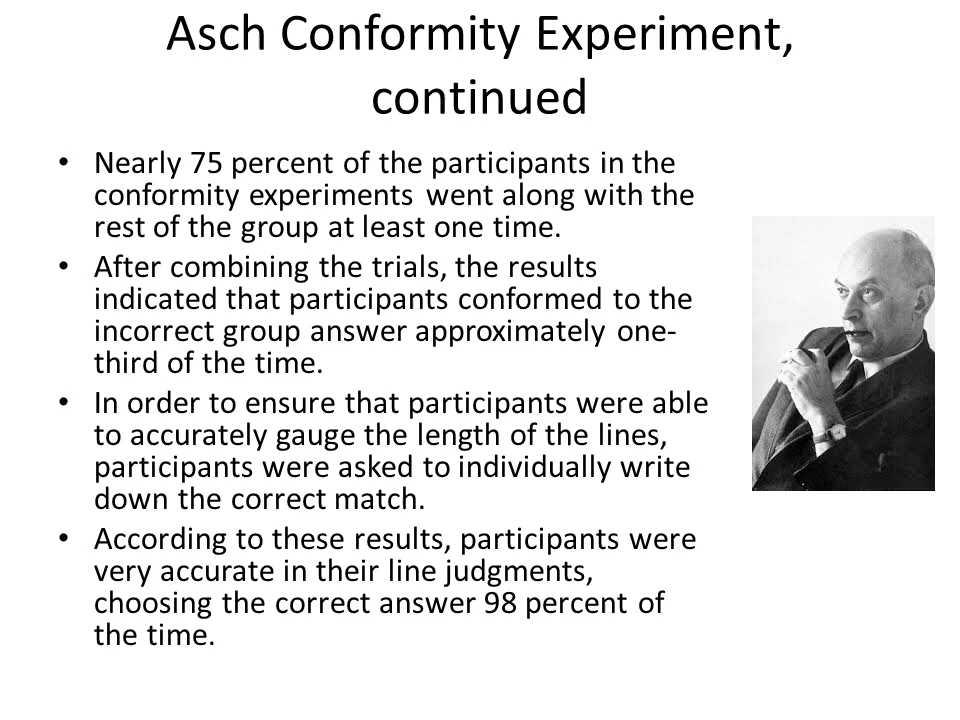 Asch Conformity Experiment,
continued
• Nearly 75 percent of the participants in the
conformity experiments went along with the
rest of the group at least one time.
• After combining the trials, the results
indicated that participants conformed to the
incorrect group answer approximately one-
third of the time.
• In order to ensure that participants were able
to accurately gauge the length of the lines,
participants were asked to individually write
down the correct match.
• According to these results, participants were
very accurate in their line judgments,
choosing the correct answer 98 percent of
the time.